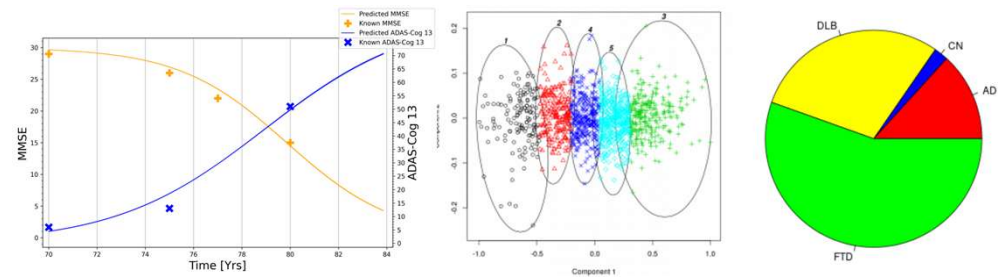 Predicted MMSE
Known MMSE
Predicted ADAS-Cog 13
Known ADAS-Cog 13
30
25
20
15
10
5
0
MMSE
70
65
60
55
50
45
40
35
30
25
20
15
10
5
0
ADAS-Cog 13
70 72 74 76 78 80 82 84
Time [Yrs]
1 2 4 5 3
0.2
0.1
0.0
-0.1
-0.2
-1.0 -0.5 0.0 0.5 1.0
Component 1
DLB
CN
AD
FTD